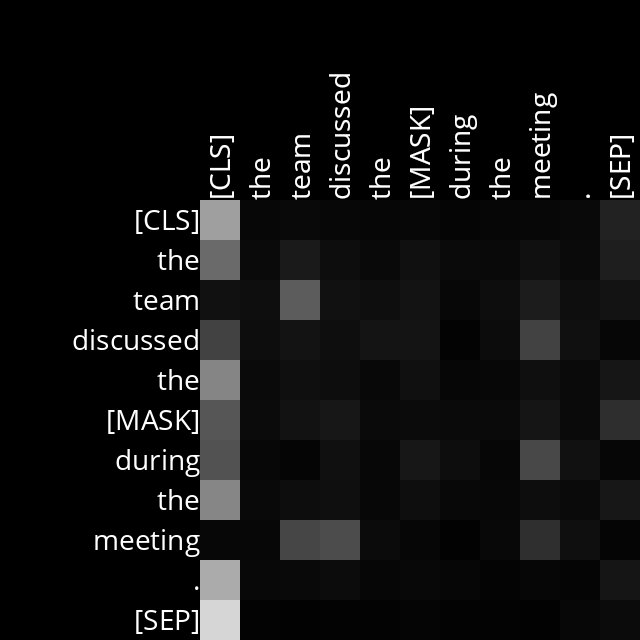 [CLS] the team discussed the [MASK] during the meeting . [SEP]
[CLS]
the
team
discussed
the
[MASK]
during
the
meeting
.
[SEP]